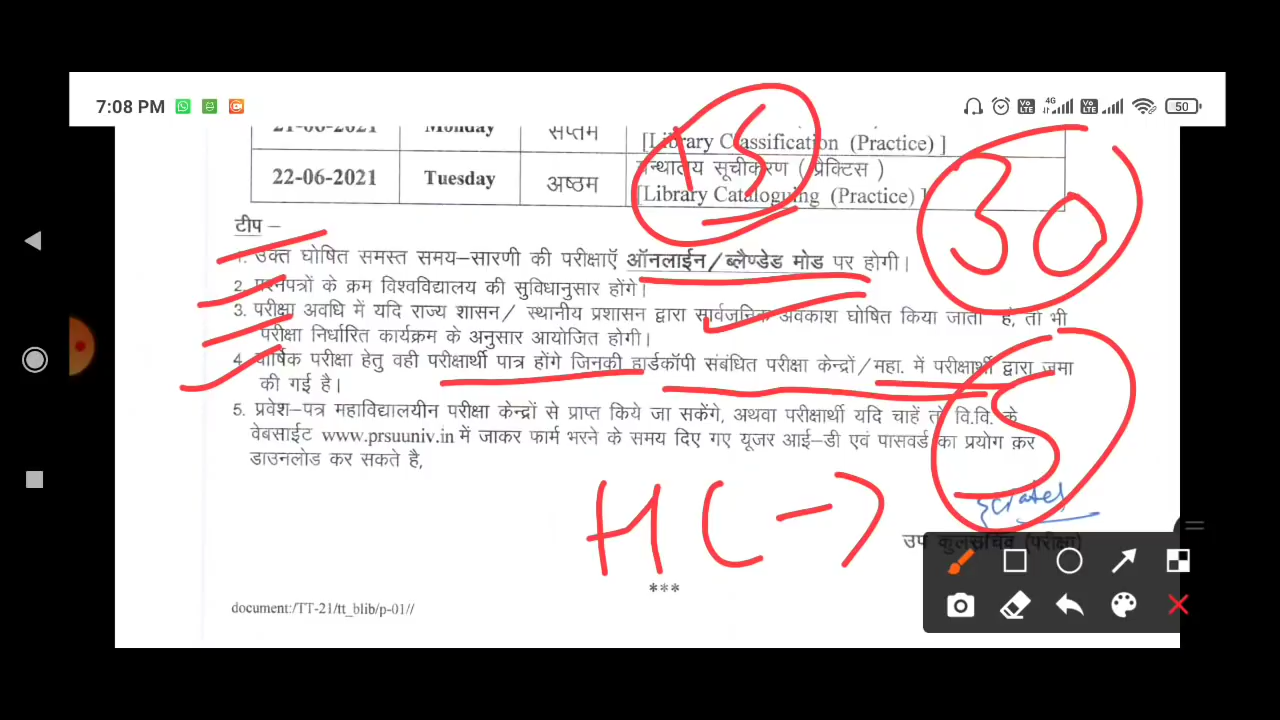 7:08 PM
4G
50
21-06-2021 Monday सप्तम [Library Classification (Practice) ]
22-06-2021 Tuesday अष्ठम ग्रन्थालय सूचीकरण ( प्रेक्टिस )
[Library Cataloguing (Practice) ]
15
30
टीप –
1. उक्त घोषित समस्त समय–सारणी की परीक्षाऍं ऑनलाईन/ब्लैण्डेड मोड पर होगी।
2. प्रश्नपत्रों के क्रम विश्वविद्यालय की सुविधानुसार होंगे।
3. परीक्षा अवधि में यदि राज्य शासन/ स्थानीय प्रशासन द्वारा सार्वजनिक अवकाश घोषित किया जाता है, तो भी
परीक्षा निर्धारित कार्यक्रम के अनुसार आयोजित होगी।
4. वार्षिक परीक्षा हेतु वही परीक्षार्थी पात्र होंगे जिनकी हार्डकॉपी संबंधित परीक्षा केन्द्रों/महा. में परीक्षार्थी द्वारा जमा
की गई है।
5
5. प्रवेश–पत्र महाविद्यालयीन परीक्षा केन्द्रों से प्राप्त किये जा सकेंगे, अथवा परीक्षार्थी यदि चाहें तो वि.वि. के
वेबसाईट www.prsuuniv.in में जाकर फार्म भरने के समय दिए गए यूजर आई–डी एवं पासवर्ड का प्रयोग कर
डाउनलोड कर सकते है,
HC
उप कुलसचिव (परीक्षा)
***
document:/TT-21/tt_blib/p-01//